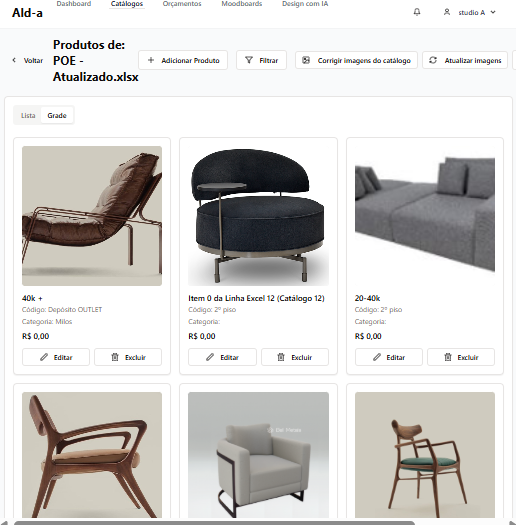 Ald-a
Dashboard
Catálogos
Orçamentos
Moodboards
Design com IA
studio A
Voltar
Produtos de:
POE -
Atualizado.xlsx
Adicionar Produto
Filtrar
Corrigir imagens do catálogo
Atualizar imagens
Lista
Grade
40k +
Código: Depósito OUTLET
Categoria: Milos
R$ 0,00
Editar
Excluir
Item 0 da Linha Excel 12 (Catálogo 12)
Código: 2º piso
Categoria:
R$ 0,00
Editar
Excluir
20-40k
Código: 2º piso
Categoria:
R$ 0,00
Editar
Excluir